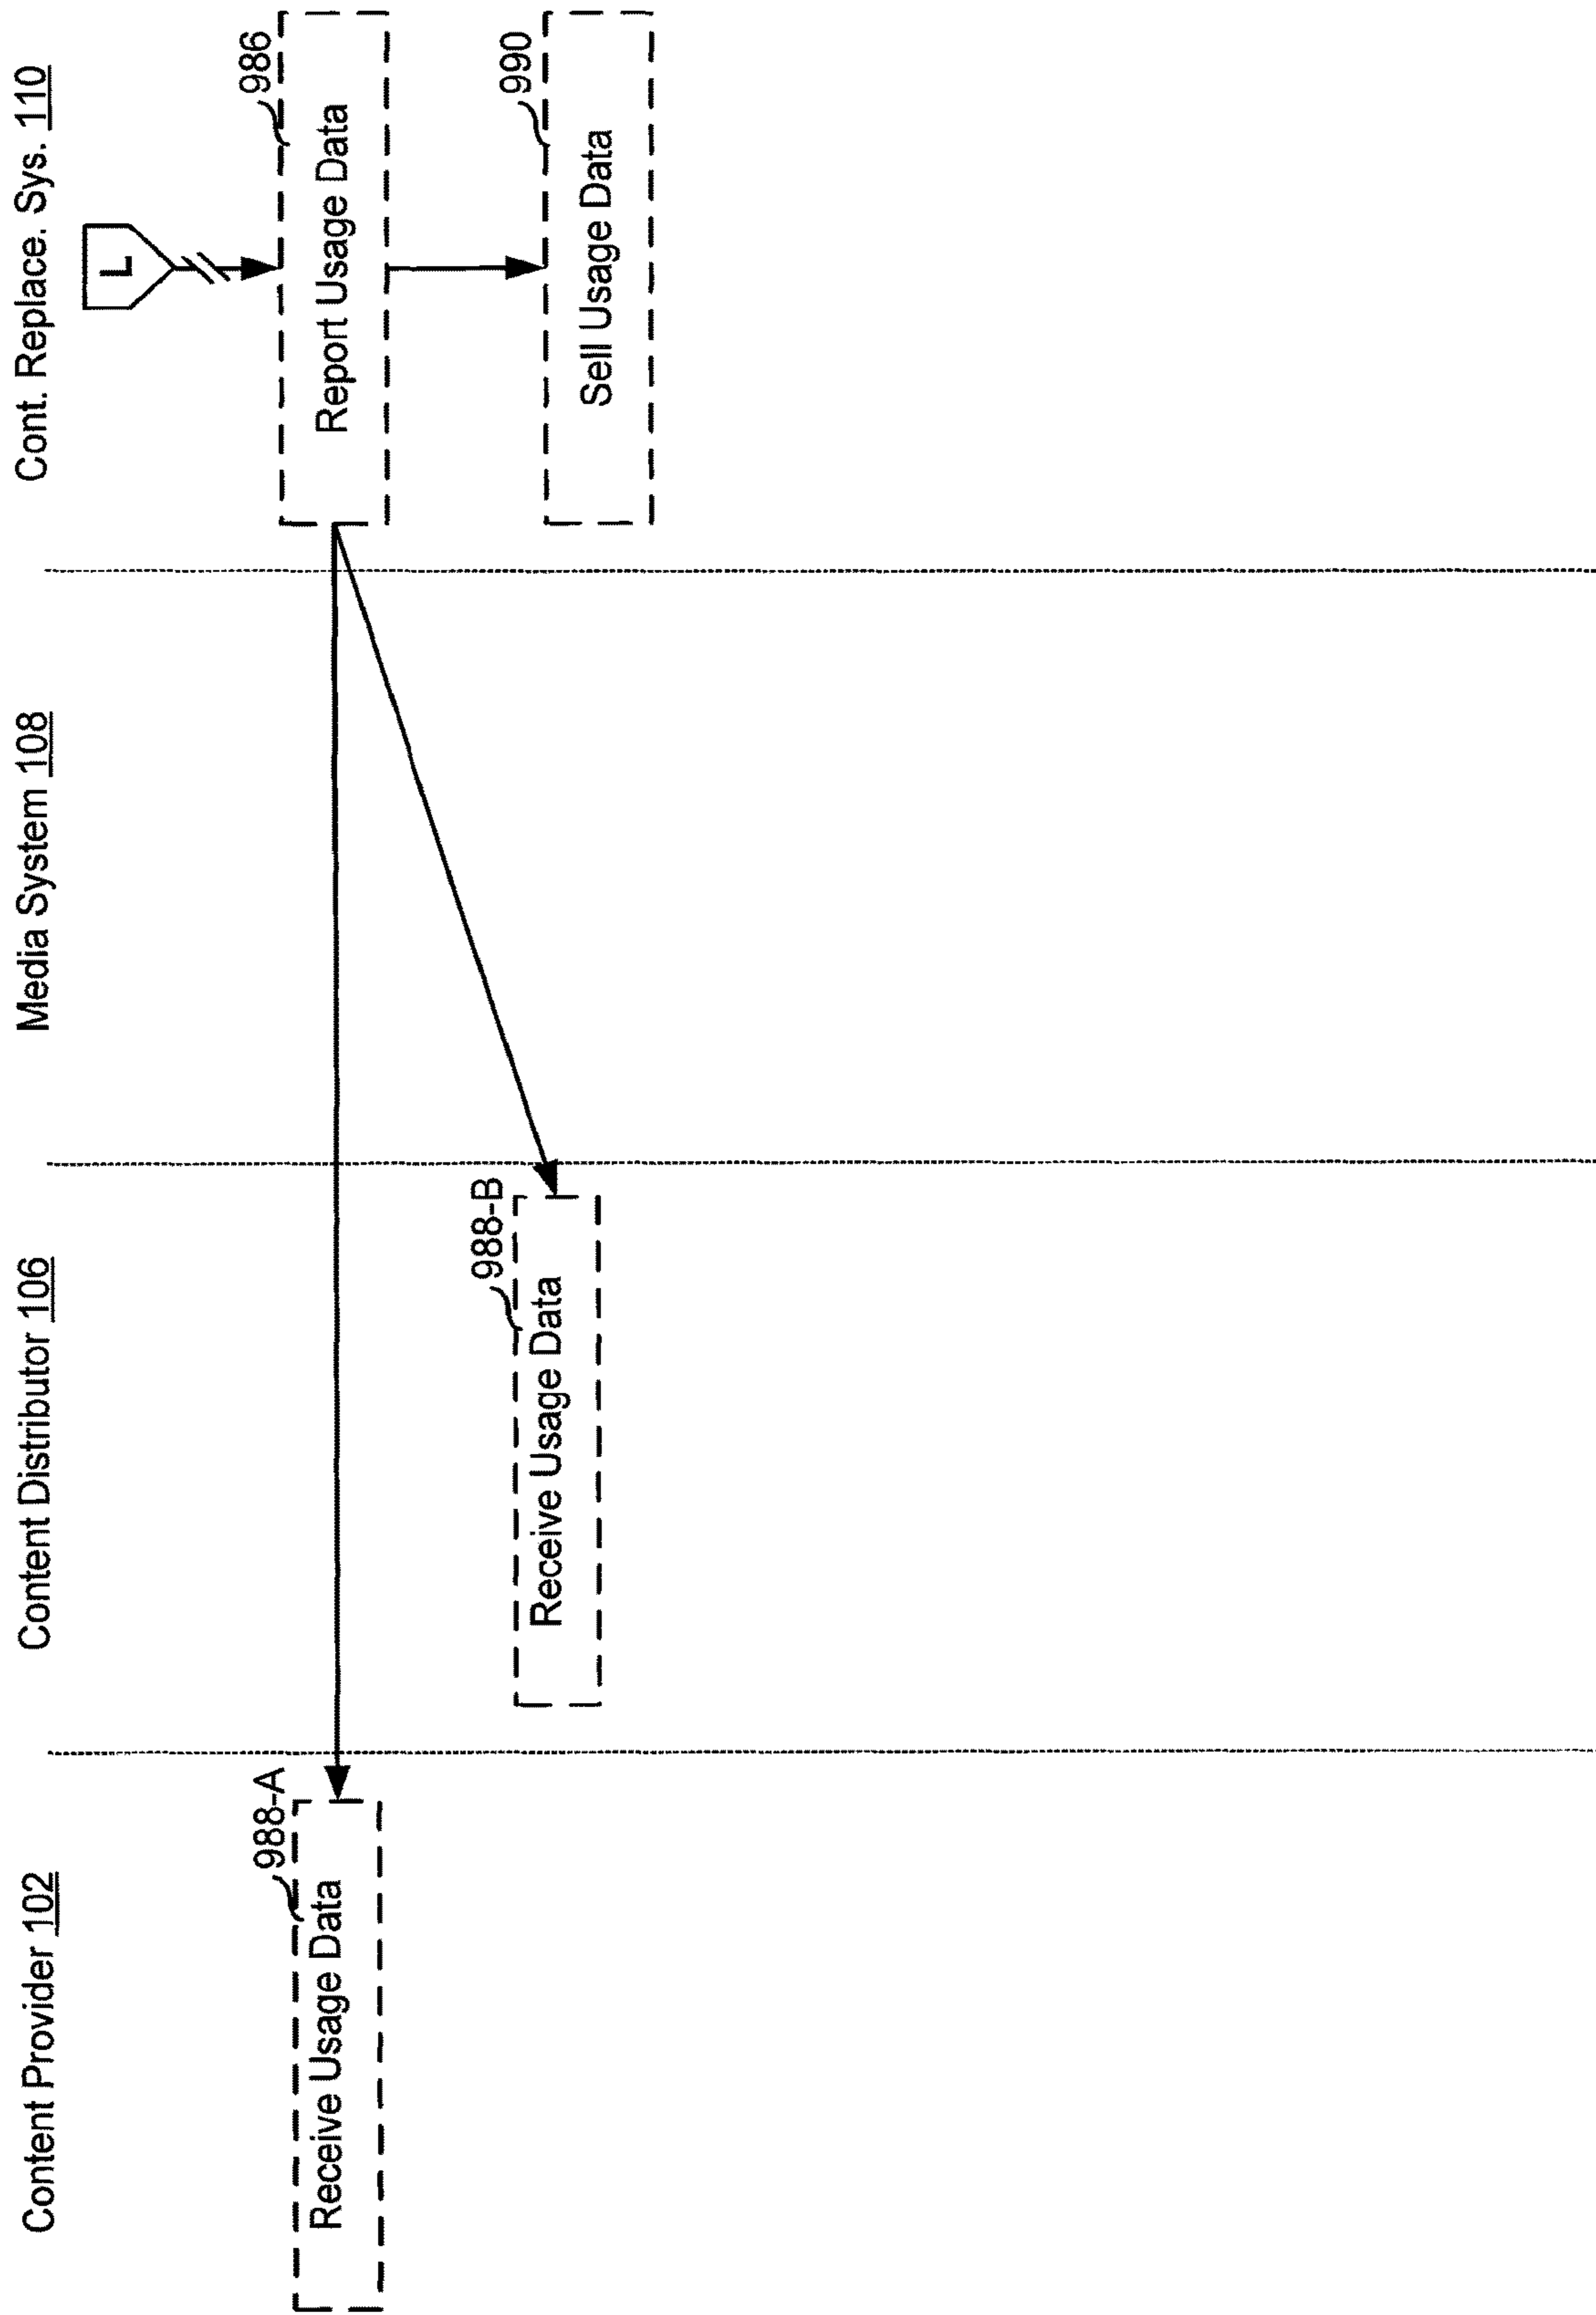 Content Provider 102
Content Distributor 106
Media System 108
Cont. Replace. Sys. 110
L
986
Report Usage Data
988-A
Receive Usage Data
988-B
Receive Usage Data
990
Sell Usage Data